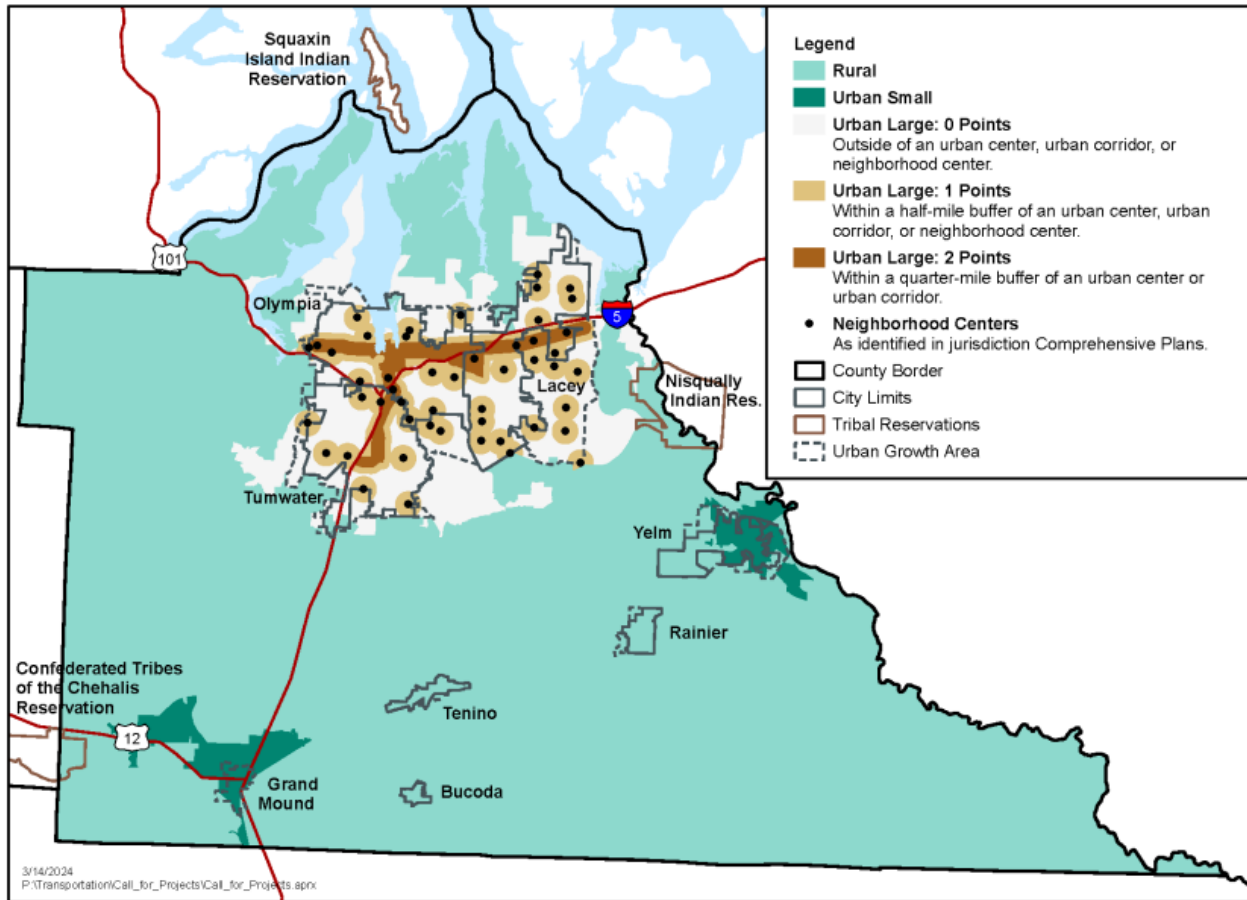 Squaxin
Island Indian
Reservation
101
Olympia
5
Lacey
Nisqually
Indian Res.
Tumwater
Yelm
Rainier
Confederated Tribes
of the Chehalis
Reservation
12
Tenino
Grand
Mound
Bucoda
3/14/2024
P:\Transportation\Call_for_Projects\Call_for_Projects.aprx
Legend
Rural
Urban Small
Urban Large: 0 Points
Outside of an urban center, urban corridor, or
neighborhood center.
Urban Large: 1 Points
Within a half-mile buffer of an urban center, urban
corridor, or neighborhood center.
Urban Large: 2 Points
Within a quarter-mile buffer of an urban center or
urban corridor.
Neighborhood Centers
As identified in jurisdiction Comprehensive Plans.
County Border
City Limits
Tribal Reservations
Urban Growth Area